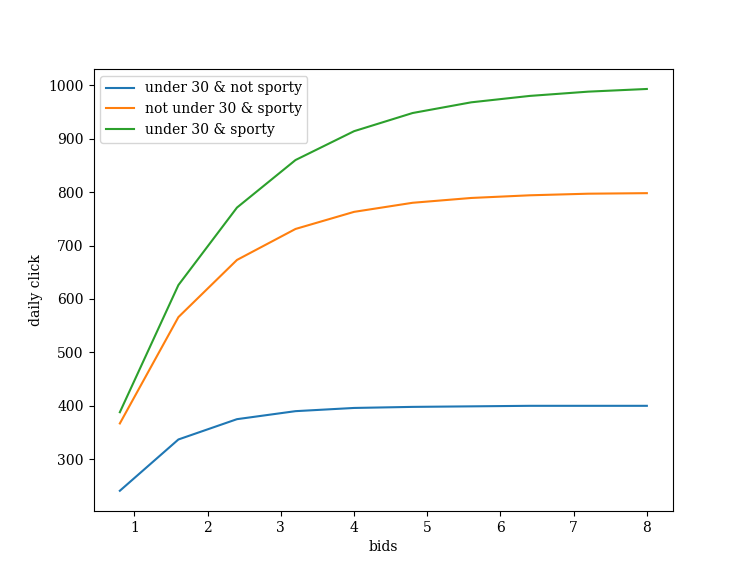 under 30 & not sporty
not under 30 & sporty
under 30 & sporty
1000
900
800
700
600
500
400
300
daily click
1 2 3 4 5 6 7 8
bids